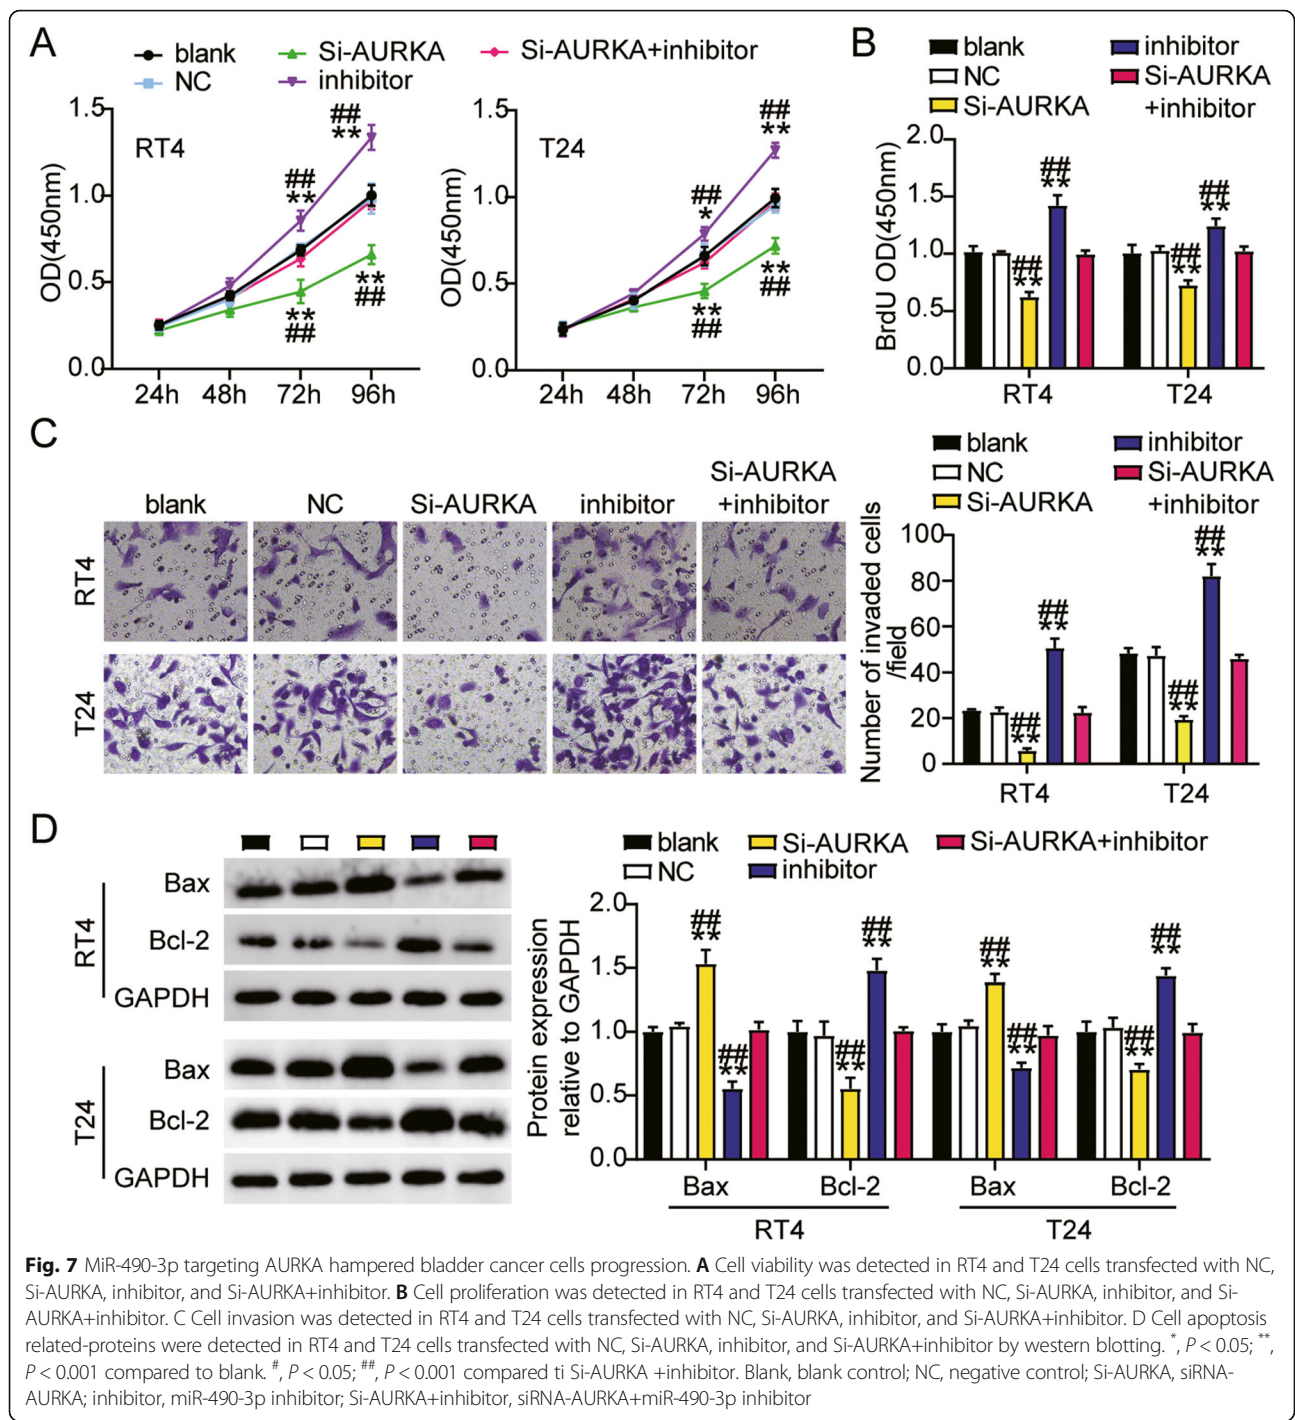 A
blank
NC
Si-AURKA
inhibitor
Si-AURKA+inhibitor
OD(450nm)
1.5
1.0
0.5
0.0
RT4
##
**
##
**
**
##
**
##
24h 48h 72h 96h
OD(450nm)
1.5
1.0
0.5
0.0
T24
##
**
##
*
**
##
**
##
24h 48h 72h 96h
B
blank
NC
Si-AURKA
inhibitor
Si-AURKA
+inhibitor
BrdU OD(450nm)
2.0
1.5
1.0
0.5
0.0
##
**
##
**
##
**
##
**
RT4 T24
C
blank NC Si-AURKA inhibitor Si-AURKA
+inhibitor
RT4
T24
blank
NC
Si-AURKA
inhibitor
Si-AURKA
+inhibitor
Number of invaded cells
/field
100
80
60
40
20
0
##
**
##
**
##
**
##
**
RT4 T24
D
RT4
Bax
Bcl-2
GAPDH
T24
Bax
Bcl-2
GAPDH
blank
NC
Si-AURKA
inhibitor
Si-AURKA+inhibitor
Protein expression
relative to GAPDH
2.0
1.5
1.0
0.5
0.0
##
**
##
**
##
**
##
**
##
**
##
**
##
**
##
**
Bax Bcl-2 Bax Bcl-2
RT4 T24
Fig. 7 MiR-490-3p targeting AURKA hampered bladder cancer cells progression. A Cell viability was detected in RT4 and T24 cells transfected with NC,
Si-AURKA, inhibitor, and Si-AURKA+inhibitor. B Cell proliferation was detected in RT4 and T24 cells transfected with NC, Si-AURKA, inhibitor, and Si-
AURKA+inhibitor. C Cell invasion was detected in RT4 and T24 cells transfected with NC, Si-AURKA, inhibitor, and Si-AURKA+inhibitor. D Cell apoptosis
related-proteins were detected in RT4 and T24 cells transfected with NC, Si-AURKA, inhibitor, and Si-AURKA+inhibitor by western blotting. *, P < 0.05; **,
P < 0.001 compared to blank. #, P < 0.05; ##, P < 0.001 compared ti Si-AURKA +inhibitor. Blank, blank control; NC, negative control; Si-AURKA, siRNA-
AURKA; inhibitor, miR-490-3p inhibitor; Si-AURKA+inhibitor, siRNA-AURKA+miR-490-3p inhibitor